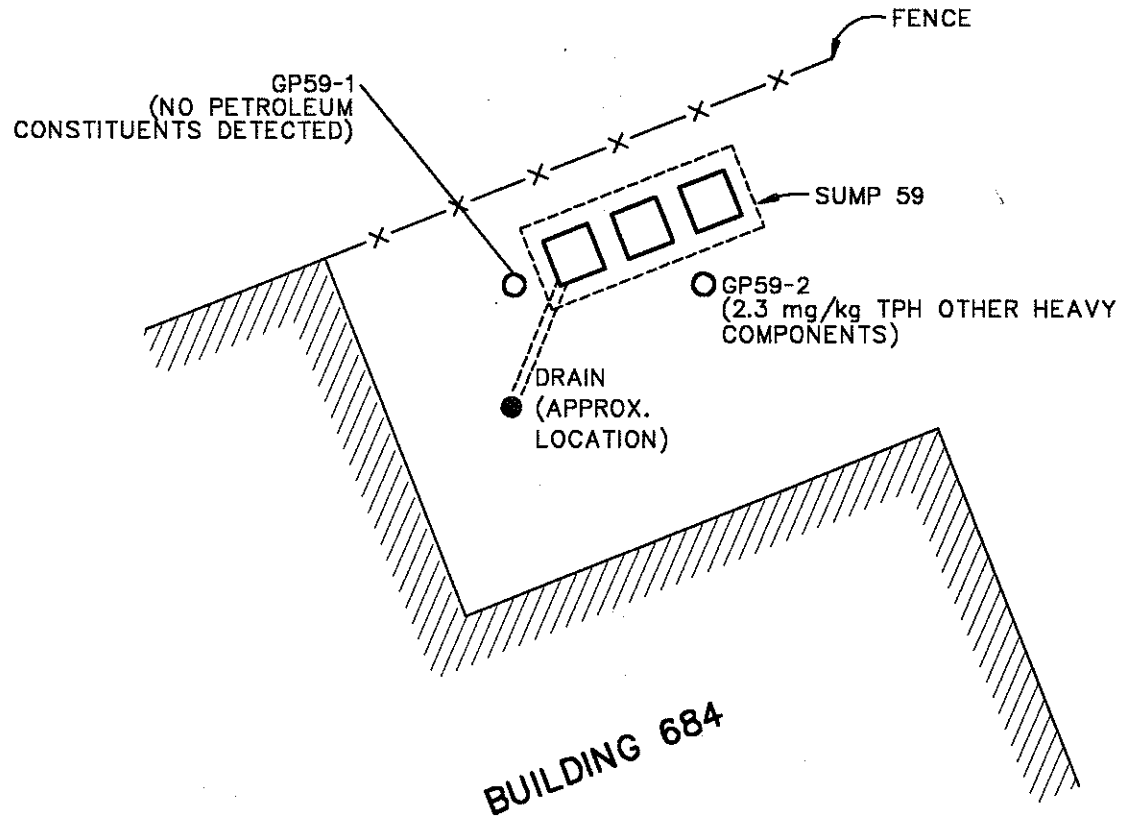 FENCE
GP59-1
(NO PETROLEUM
CONSTITUENTS DETECTED)
SUMP 59
GP59-2
(2.3 mg/kg TPH OTHER HEAVY
COMPONENTS)
DRAIN
(APPROX.
LOCATION)
BUILDING 684